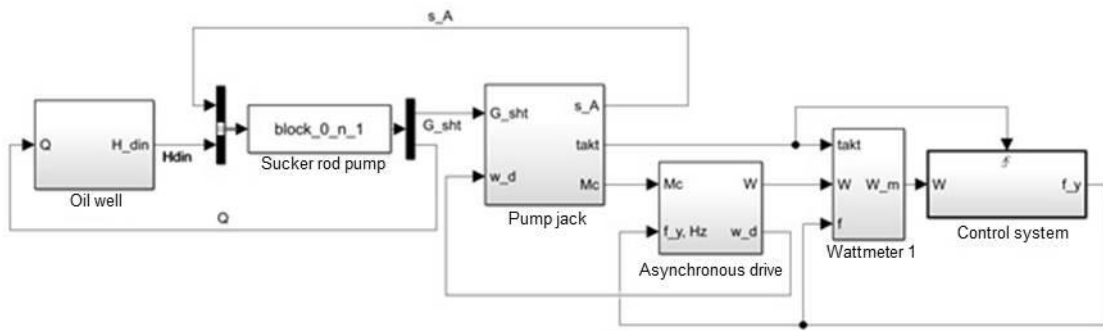 s_A
Q
H_din
Hdin
Oil well
block_0_n_1
Sucker rod pump
G_sht
Q
G_sht
w_d
s_A
takt
Mc
Pump jack
Mc
f_y, Hz
W
w_d
Asynchronous drive
takt
W
f
W_m
Wattmeter 1
W
f_y
Control system